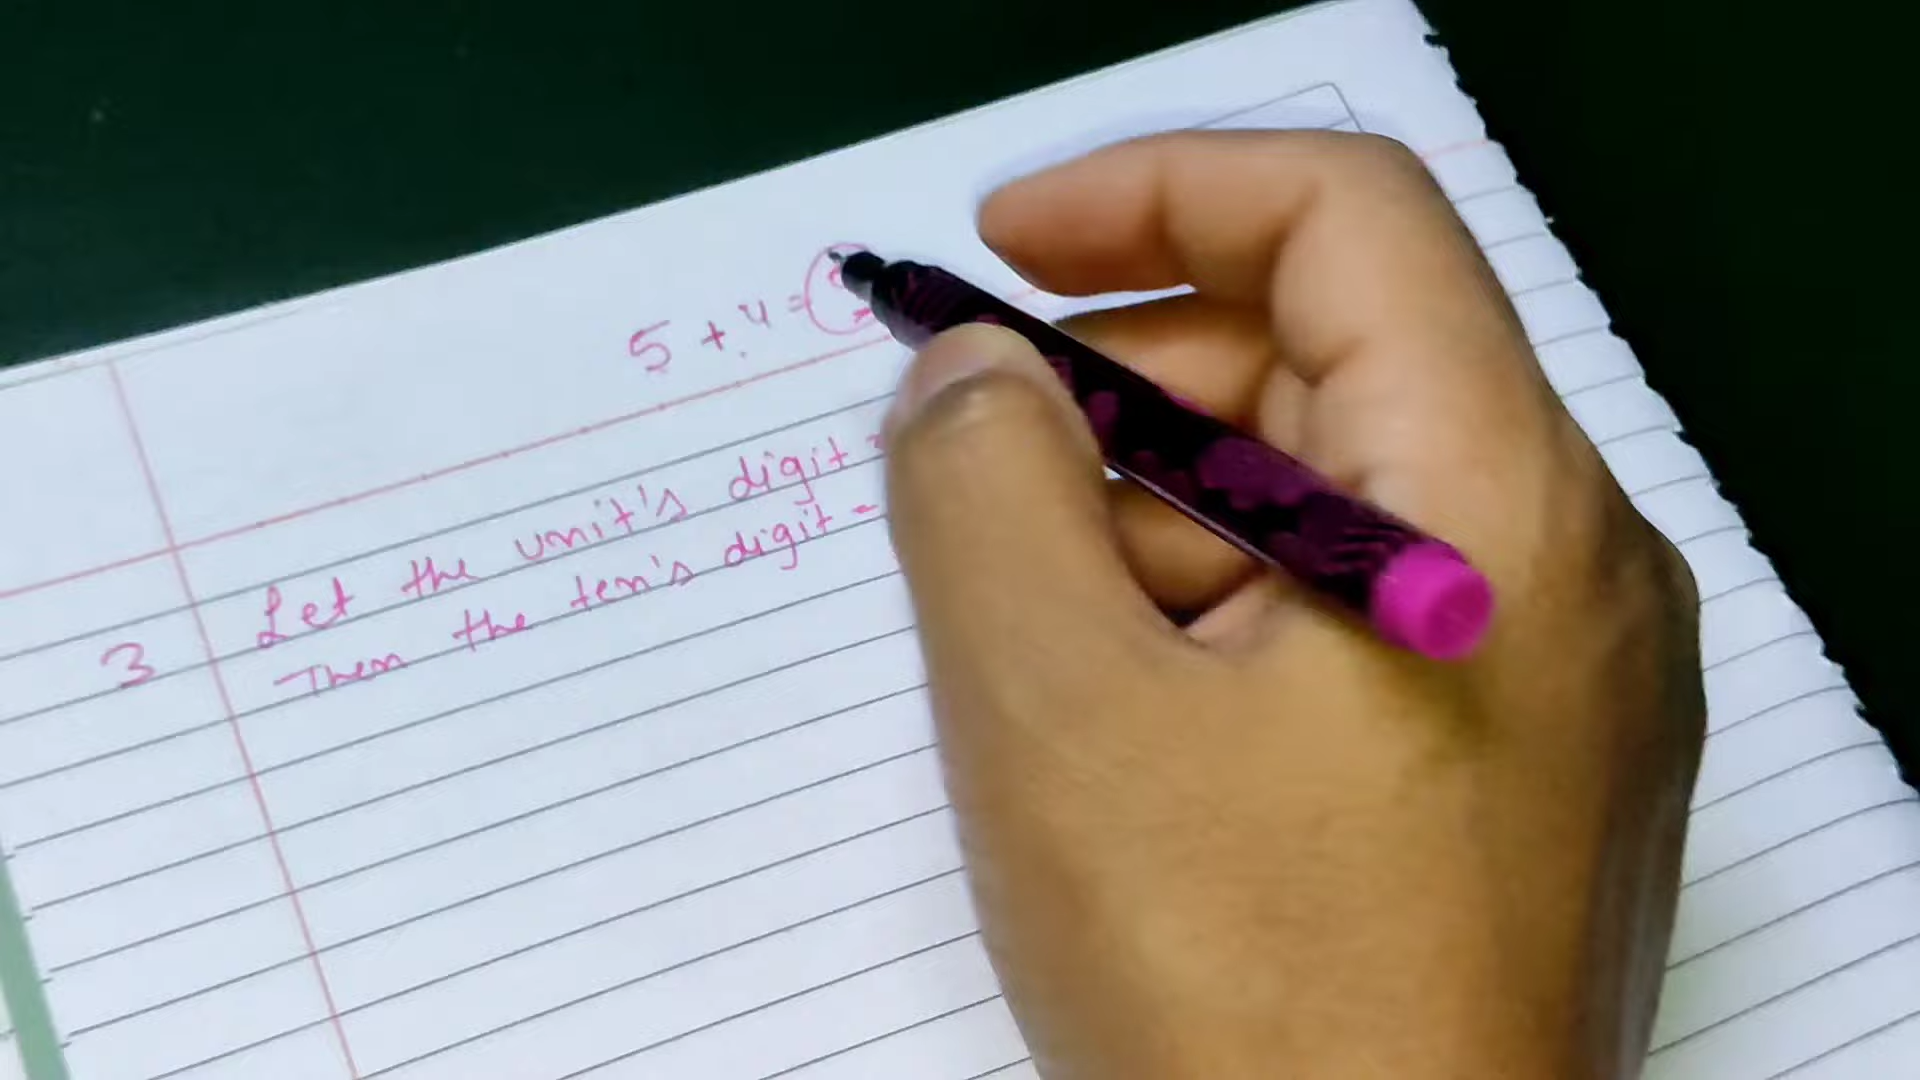 5 + 4 =
Let the unit's digit =
3 Then the ten's digit -